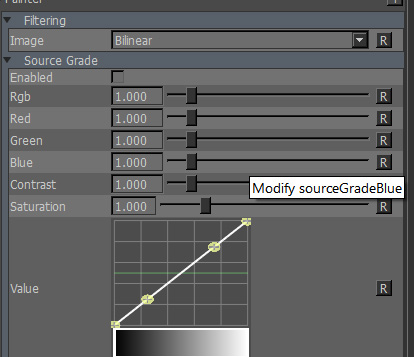 Painter
Filtering
Image Bilinear R
Source Grade
Enabled
Rgb 1.000 R
Red 1.000 R
Green 1.000 R
Blue 1.000 R
Contrast 1.000
Modify sourceGradeBlue
Saturation 1.000 R
Value R